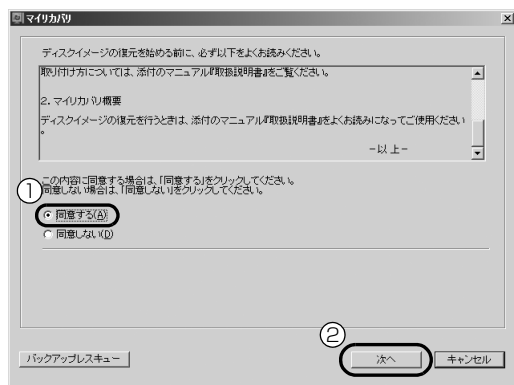 マイリカバリ
ディスクイメージの復元を始める前に、必ず以下をよくお読みください。
取り付け方については、添付のマニュアル『取扱説明書』をご覧ください。
2. マイリカバリ概要
ディスクイメージの復元を行うときは、添付のマニュアル『取扱説明書』をよくお読みになってご使用ください
。
－以 上－
この内容に同意する場合は、「同意する」をクリックしてください。
同意しない場合は、「同意しない」をクリックしてください。
①
同意する(A)
同意しない(D)
②
バックアップレスキュー
次へ
キャンセル